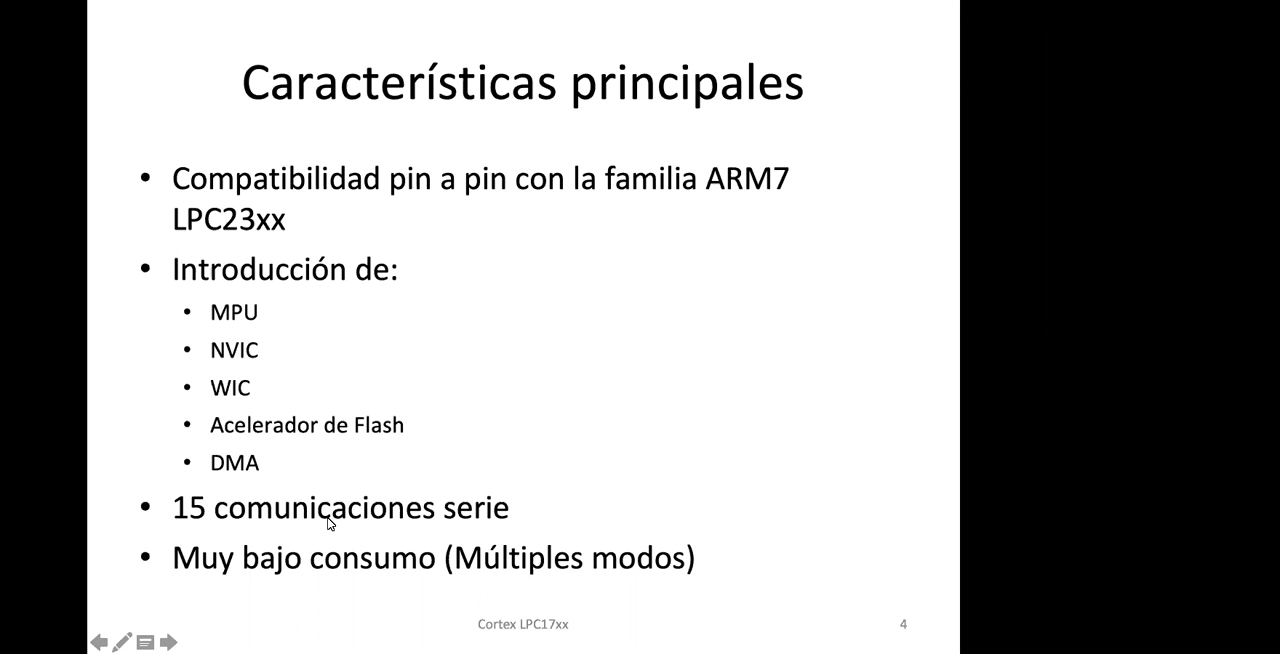 Características principales
• Compatibilidad pin a pin con la familia ARM7
LPC23xx
• Introducción de:
• MPU
• NVIC
• WIC
• Acelerador de Flash
• DMA
• 15 comunicaciones serie
• Muy bajo consumo (Múltiples modos)
Cortex LPC17xx
4